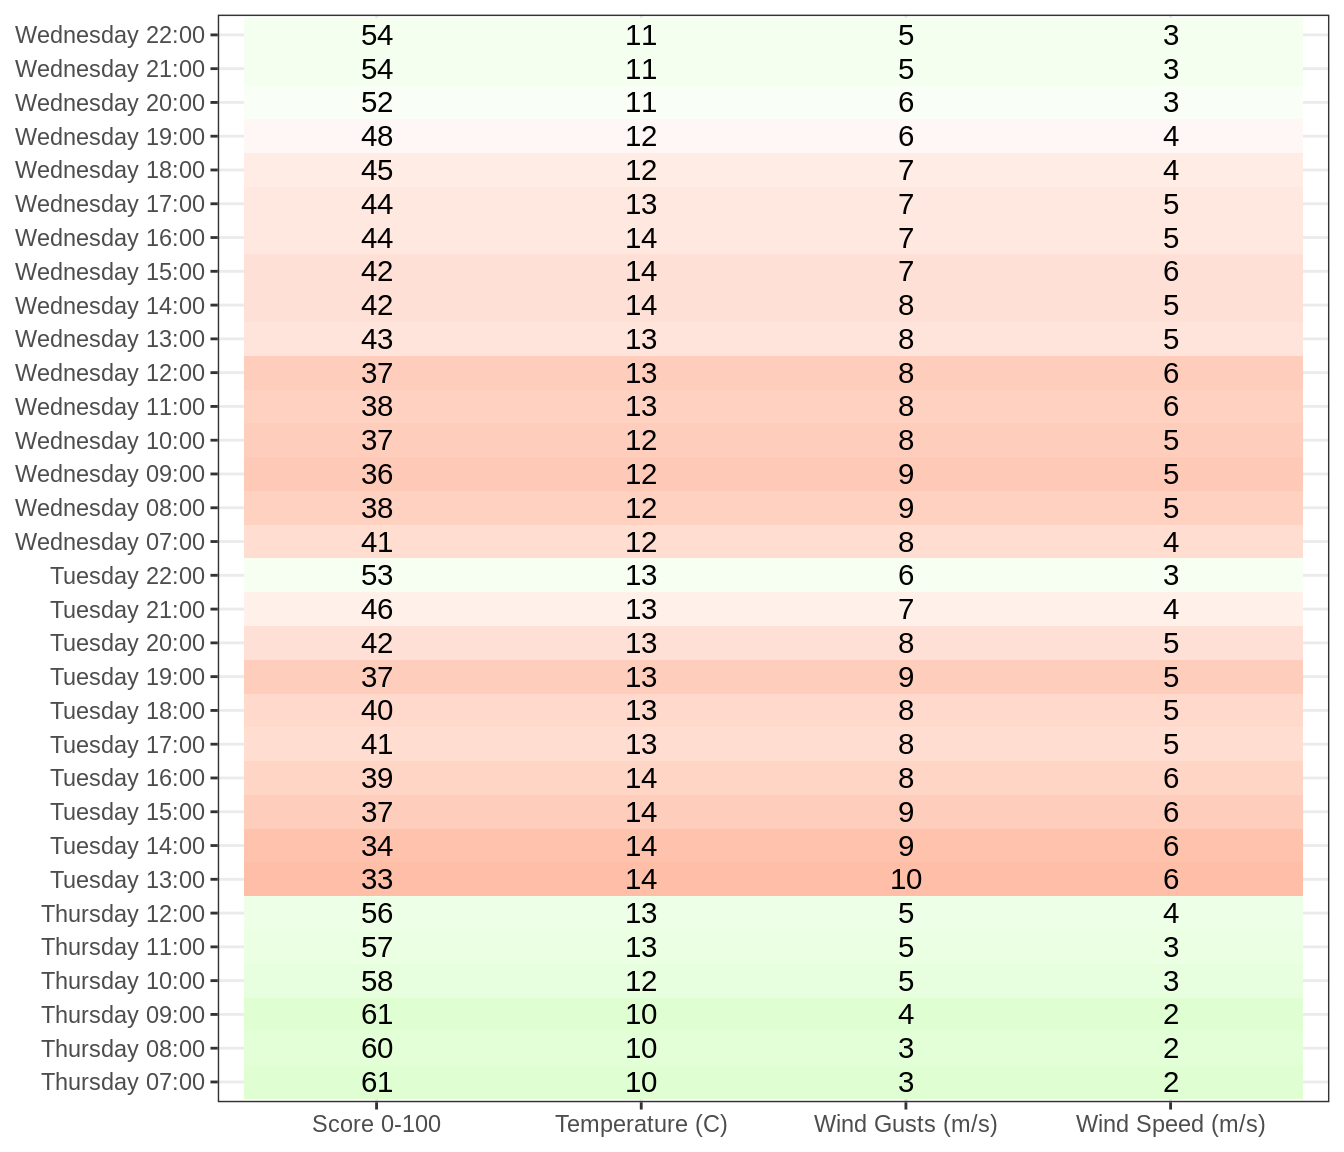 Wednesday 22:00 54 11 5 3
Wednesday 21:00 54 11 5 3
Wednesday 20:00 52 11 6 3
Wednesday 19:00 48 12 6 4
Wednesday 18:00 45 12 7 4
Wednesday 17:00 44 13 7 5
Wednesday 16:00 44 14 7 5
Wednesday 15:00 42 14 7 6
Wednesday 14:00 42 14 8 5
Wednesday 13:00 43 13 8 5
Wednesday 12:00 37 13 8 6
Wednesday 11:00 38 13 8 6
Wednesday 10:00 37 12 8 5
Wednesday 09:00 36 12 9 5
Wednesday 08:00 38 12 9 5
Wednesday 07:00 41 12 8 4
Tuesday 22:00 53 13 6 3
Tuesday 21:00 46 13 7 4
Tuesday 20:00 42 13 8 5
Tuesday 19:00 37 13 9 5
Tuesday 18:00 40 13 8 5
Tuesday 17:00 41 13 8 5
Tuesday 16:00 39 14 8 6
Tuesday 15:00 37 14 9 6
Tuesday 14:00 34 14 9 6
Tuesday 13:00 33 14 10 6
Thursday 12:00 56 13 5 4
Thursday 11:00 57 13 5 3
Thursday 10:00 58 12 5 3
Thursday 09:00 61 10 4 2
Thursday 08:00 60 10 3 2
Thursday 07:00 61 10 3 2
Score 0-100 Temperature (C) Wind Gusts (m/s) Wind Speed (m/s)